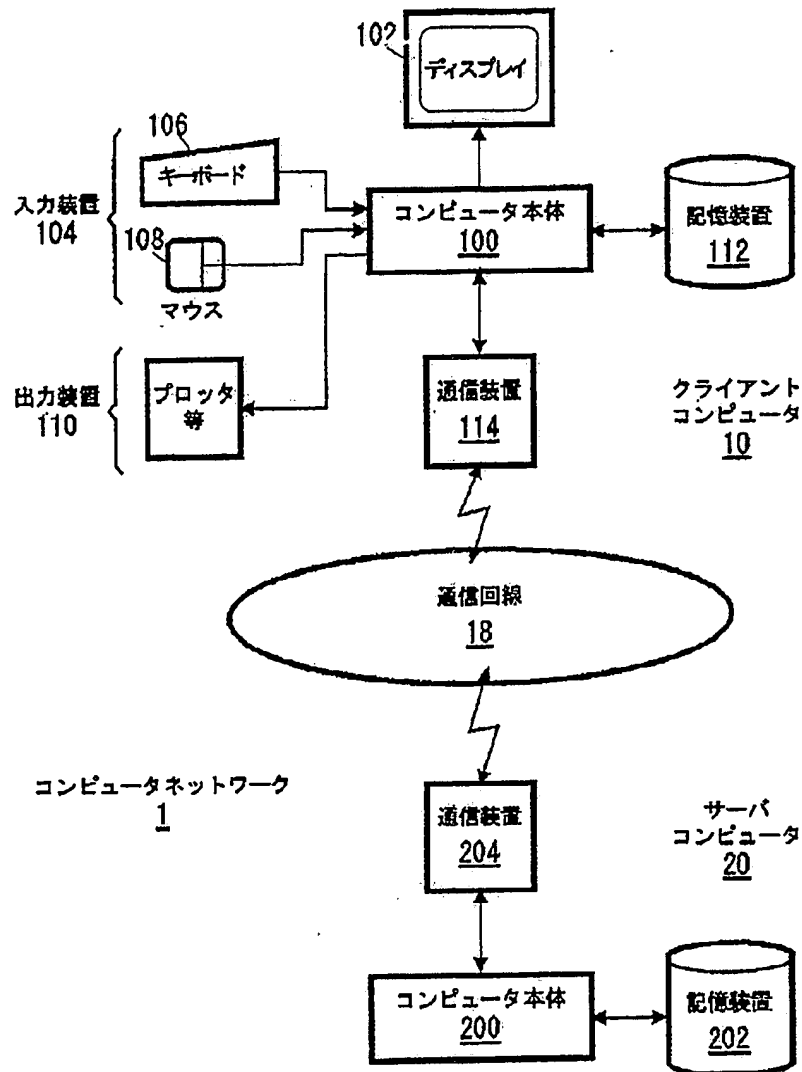 102
ディスプレイ
106
キーボード
入力装置
104
108
マウス
コンピュータ本体
100
記憶装置
112
出力装置
110
プロッタ
等
通信装置
114
クライアント
コンピュータ
10
通信回線
18
コンピュータネットワーク
1
通信装置
204
サーバ
コンピュータ
20
コンピュータ本体
200
記憶装置
202